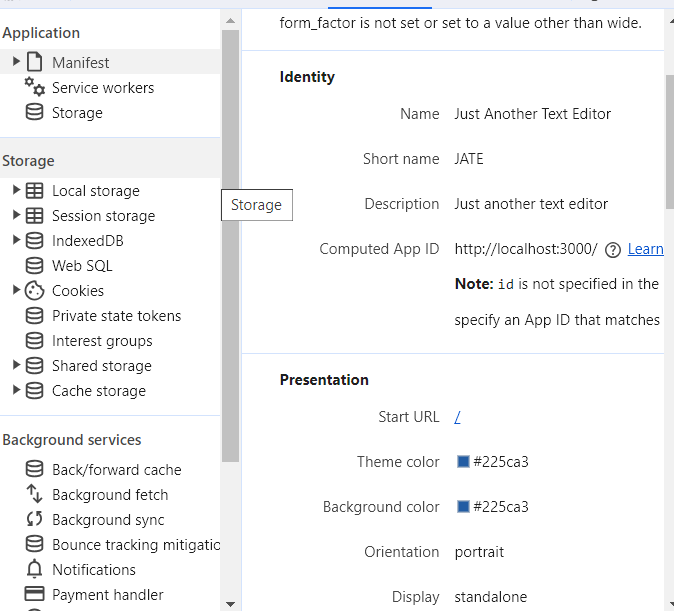 Application
Manifest
Service workers
Storage
Storage
Local storage
Session storage
IndexedDB
Web SQL
Cookies
Private state tokens
Interest groups
Shared storage
Cache storage
Background services
Back/forward cache
Background fetch
Background sync
Bounce tracking mitigatio
Notifications
Payment handler
Storage
form_factor is not set or set to a value other than wide.
Identity
Name Just Another Text Editor
Short name JATE
Description Just another text editor
Computed App ID http://localhost:3000/ ? Learn
Note: id is not specified in the
specify an App ID that matches
Presentation
Start URL /
Theme color #225ca3
Background color #225ca3
Orientation portrait
Display standalone